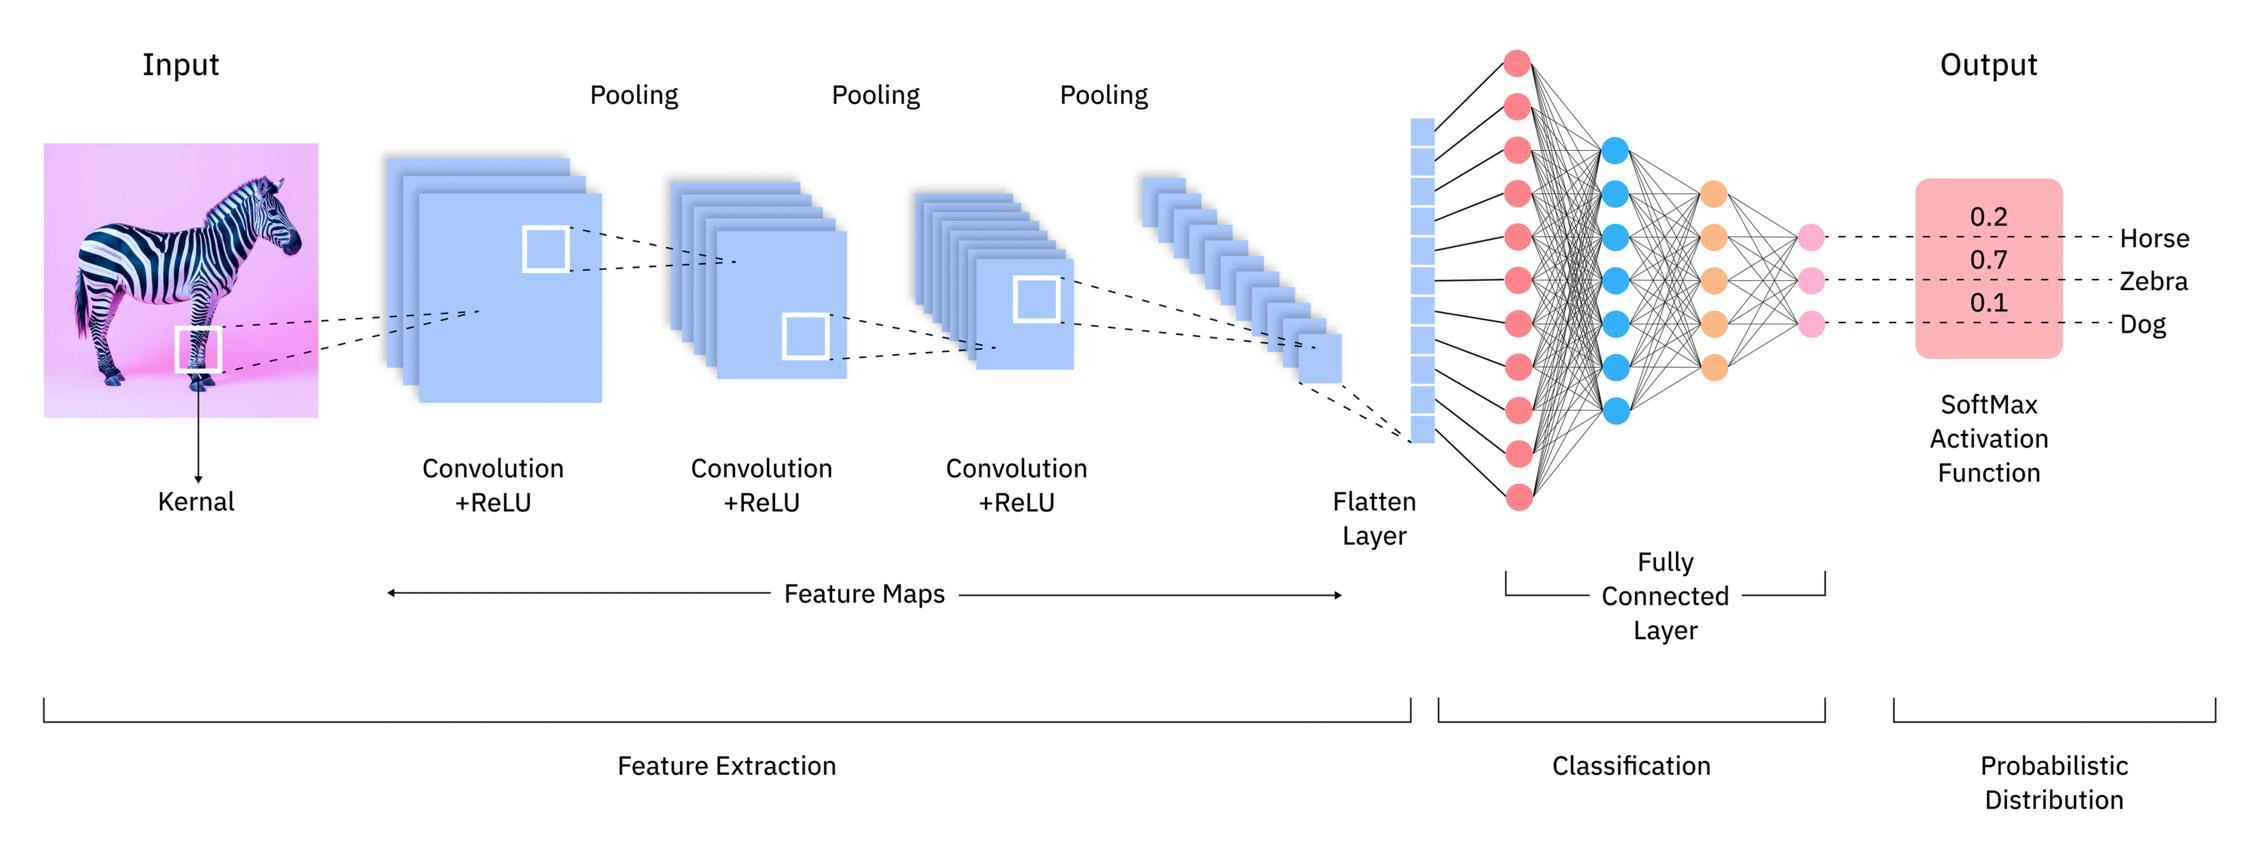 Input
Output
Pooling
Pooling
Pooling
0.2
Horse
0.7
Zebra
0.1
Dog
SoftMax
Activation
Function
Convolution
+ReLU
Convolution
+ReLU
Convolution
+ReLU
Kernal
Flatten
Layer
Feature Maps
Fully
Connected
Layer
Feature Extraction
Classification
Probabilistic
Distribution